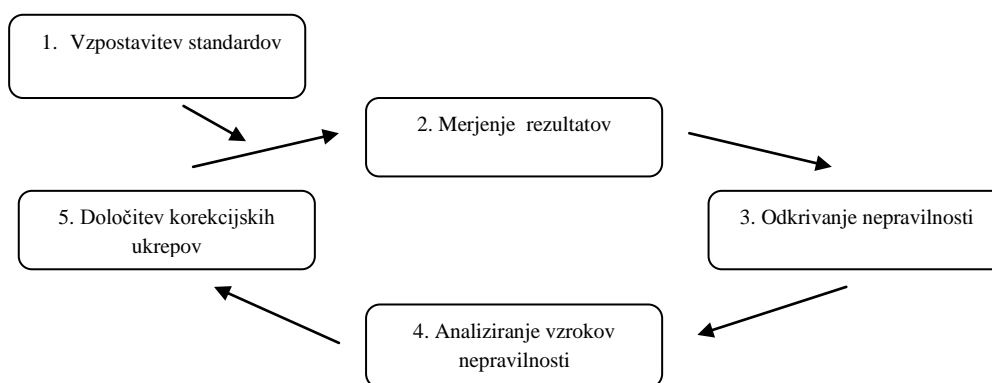 1. Vzpostavitev standardov
2. Merjenje rezultatov
3. Odkrivanje nepravilnosti
4. Analiziranje vzrokov
nepravilnosti
5. Določitev korekcijskih
ukrepov